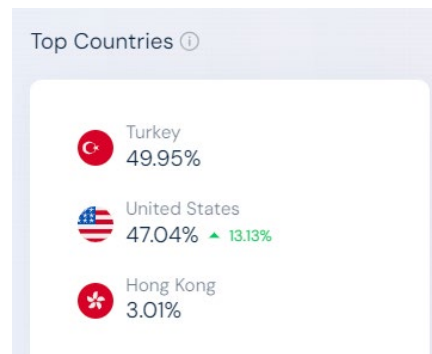 Top Countries
Turkey
49.95%
United States
47.04% 13.13%
Hong Kong
3.01%